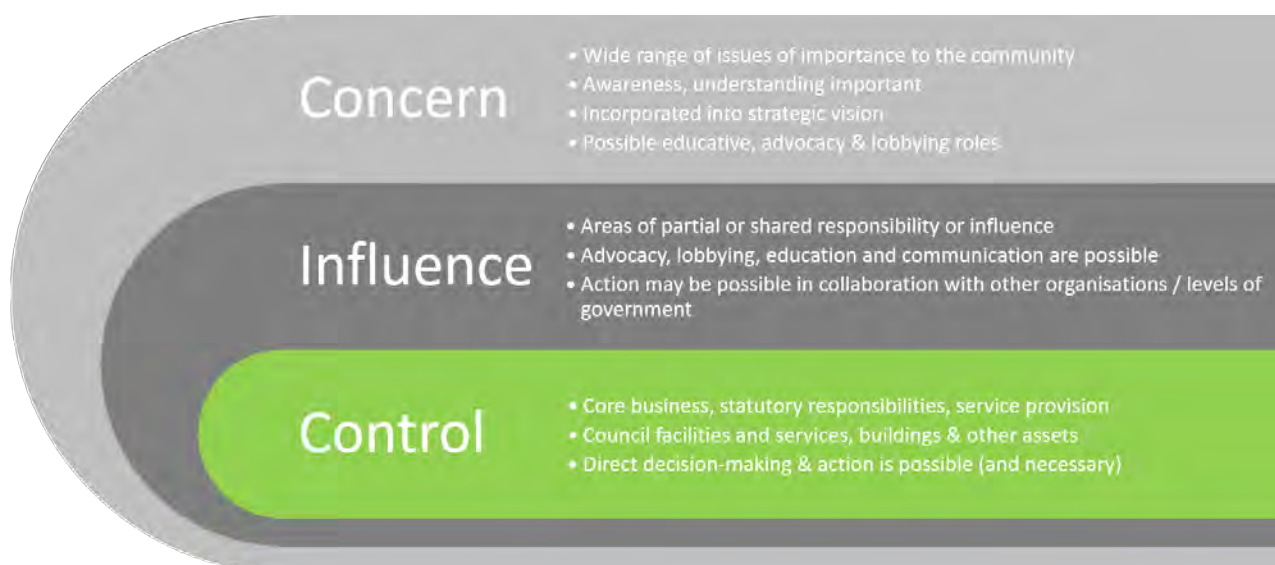 Concern
• Wide range of issues of importance to the community
• Awareness, understanding important
• Incorporated into strategic vision
• Possible educative, advocacy & lobbying roles
Influence
• Areas of partial or shared responsibility or influence
• Advocacy, lobbying, education and communication are possible
• Action may be possible in collaboration with other organisations / levels of
government
Control
• Core business, statutory responsibilities, service provision
• Council facilities and services, buildings & other assets
• Direct decision-making & action is possible (and necessary)